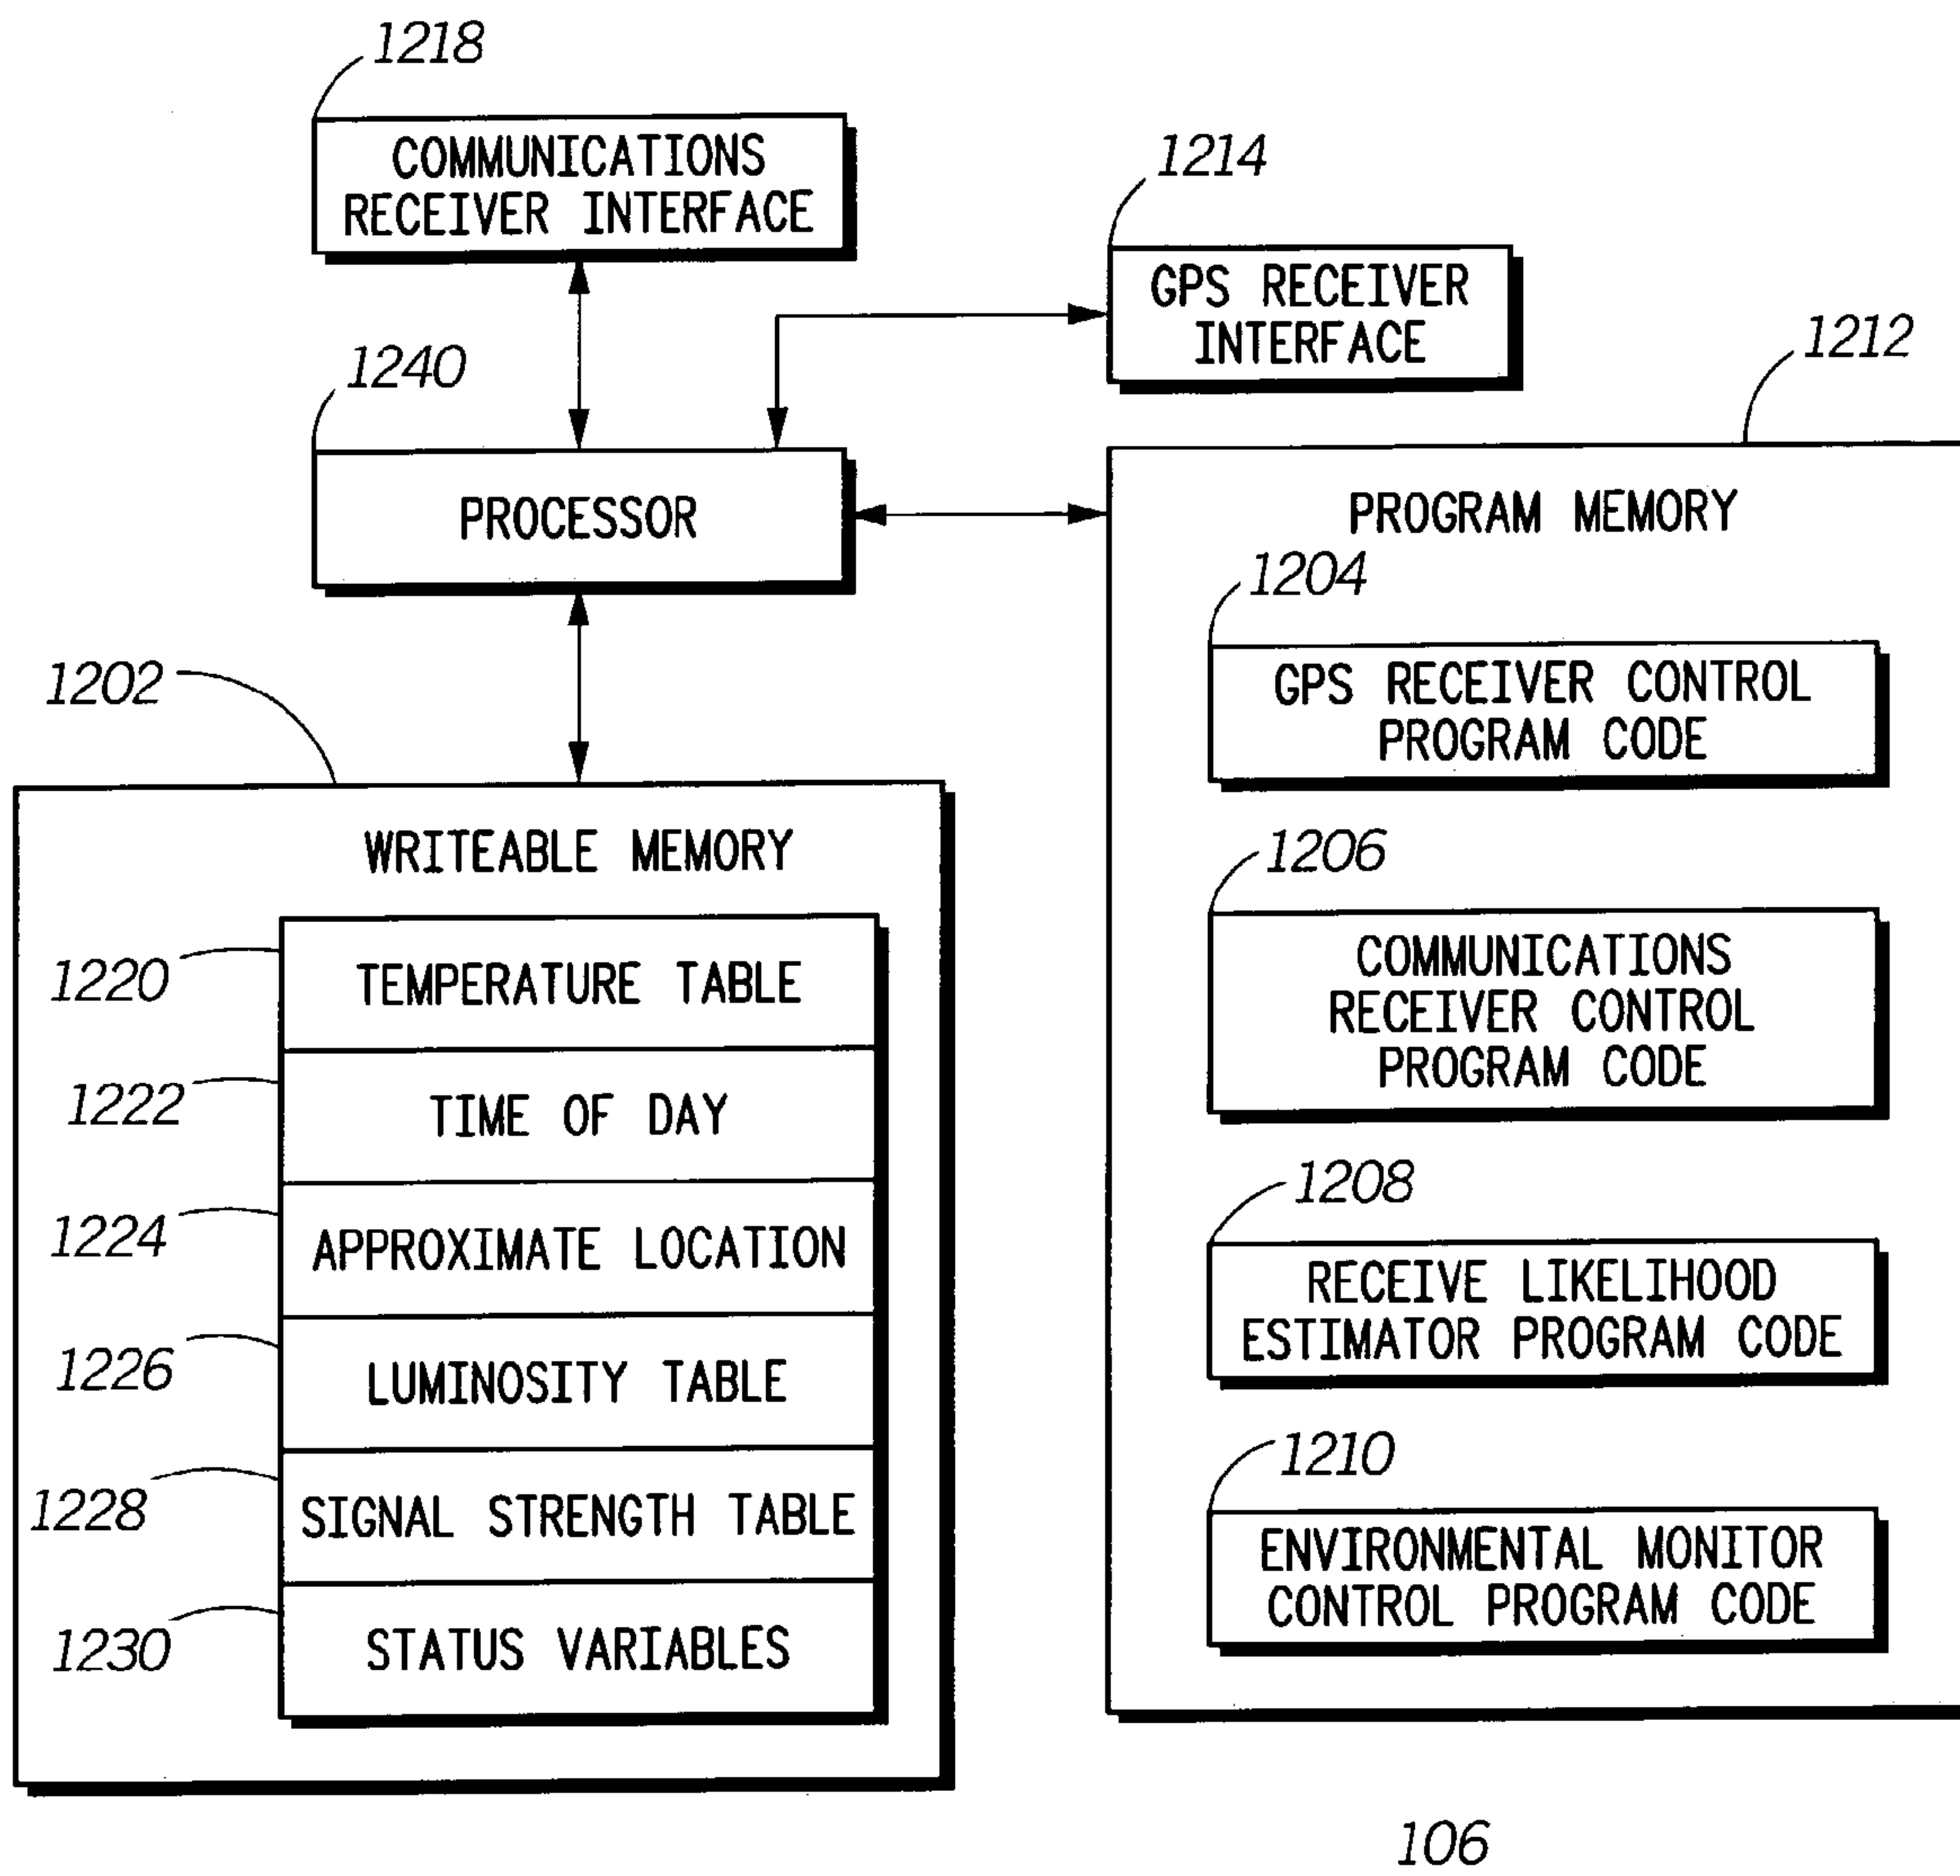 1218
COMMUNICATIONS
RECEIVER INTERFACE
1214
GPS RECEIVER
INTERFACE
1240
PROCESSOR
1212
PROGRAM MEMORY
1204
GPS RECEIVER CONTROL
PROGRAM CODE
1206
COMMUNICATIONS
RECEIVER CONTROL
PROGRAM CODE
1208
RECEIVE LIKELIHOOD
ESTIMATOR PROGRAM CODE
1210
ENVIRONMENTAL MONITOR
CONTROL PROGRAM CODE
1202
WRITEABLE MEMORY
1220
TEMPERATURE TABLE
1222
TIME OF DAY
1224
APPROXIMATE LOCATION
1226
LUMINOSITY TABLE
1228
SIGNAL STRENGTH TABLE
1230
STATUS VARIABLES
106